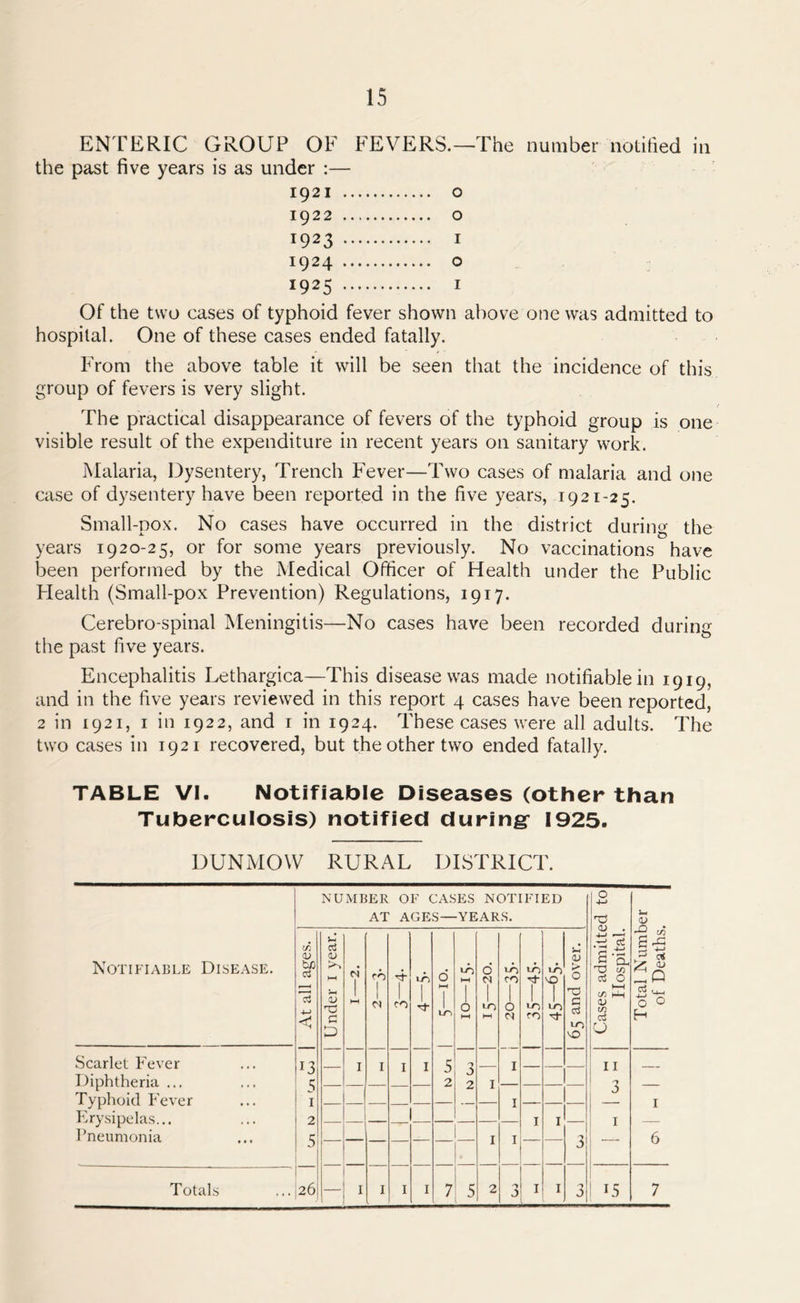 15
ENTERIC GROUP OF FEVERS.—The number notified in
the past five years is as under :—
1921 ............ 0
1922 ............ 0
1923 ............ 1
1924 ............ 0
1925 ............ 1
Of the two cases of typhoid fever shown above one was admitted to
hospital. One of these cases ended fatally.
From the above table it will be seen that the incidence of this
group of fevers is very slight.
The practical disappearance of fevers of the typhoid group is one
visible result of the expenditure in recent years on sanitary work.
Malaria, Dysentery, Trench Fever—Two cases of malaria and one
case of dysentery have been reported in the five years, 1921-25.
Small-pox. No cases have occurred in the district during the
years 1920-25, or for some years previously. No vaccinations have
been performed by the Medical Officer of Health under the Public
Health (Small-pox Prevention) Regulations, 1917.
Cerebro-spinal Meningitis—No cases have been recorded during
the past five years.
Encephalitis Lethargica—This disease was made notifiable in 1919,
and in the five years reviewed in this report 4 cases have been reported,
2 in 1921, 1 in 1922, and 1 in 1924. These cases were all adults. The
two cases in 1921 recovered, but the other two ended fatally.
TABLE VI. Notifiable Diseases (other than
Tuberculosis) notified during 1925.
DUNMOW RURAL DISTRICT.
NOTIFIABLE DISEASE.
NUMBER OF CASES NOTIFIED
AT AGES—YEARS.
At all ages.
Under 1 year.
1—2.
2—3.
3—4.
4—5.
5—10.
10—15.
15—20.
20—35.
35—45.
45—65.
65 and over.
Cases admitted to
Hospital.
Total Number
of Deaths.
Scarlet Fever ... 13 — 1 1 1 1 5 3 — 1 — — — 11 —
Diphtheria ... ... 5 — — — — — 2 2 1 — — — — 3 —
Typhoid Fever ... 1 — — — — — — — — 1 — — — — 1
Erysipelas... ... 2 — — — — — — — — — 1 1 — 1 —
Pneumonia ... 5 — — — — — — — 1 1 — — 3 — 6
Totals ... 26 — 1 1 1 1 7 5 2 3 1 1 3 15 7